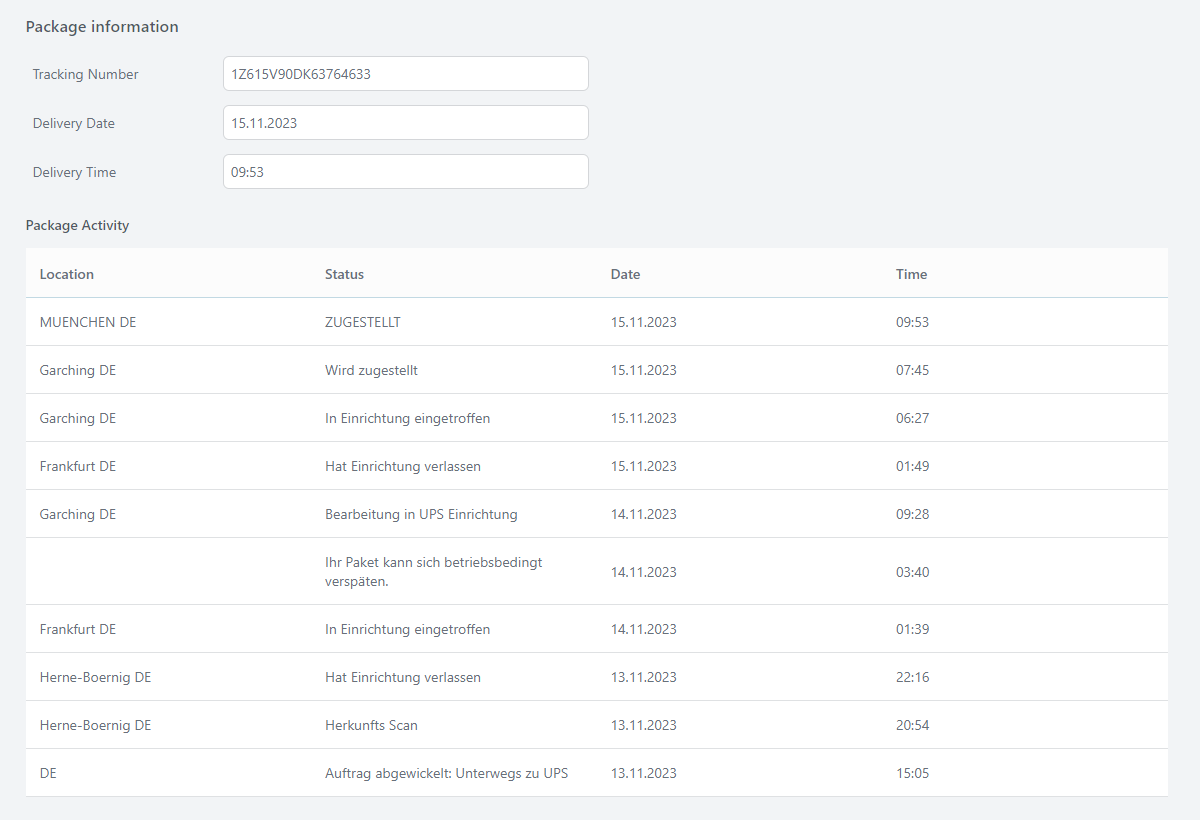 Package information
Tracking Number 1Z615V90DK63764633
Delivery Date 15.11.2023
Delivery Time 09:53
Package Activity
Location Status Date Time
MUENCHEN DE ZUGESTELLT 15.11.2023 09:53
Garching DE Wird zugestellt 15.11.2023 07:45
Garching DE In Einrichtung eingetroffen 15.11.2023 06:27
Frankfurt DE Hat Einrichtung verlassen 15.11.2023 01:49
Garching DE Bearbeitung in UPS Einrichtung 14.11.2023 09:28
Ihr Paket kann sich betriebsbedingt
verspäten. 14.11.2023 03:40
Frankfurt DE In Einrichtung eingetroffen 14.11.2023 01:39
Herne-Boernig DE Hat Einrichtung verlassen 13.11.2023 22:16
Herne-Boernig DE Herkunfts Scan 13.11.2023 20:54
DE Auftrag abgewickelt: Unterwegs zu UPS 13.11.2023 15:05